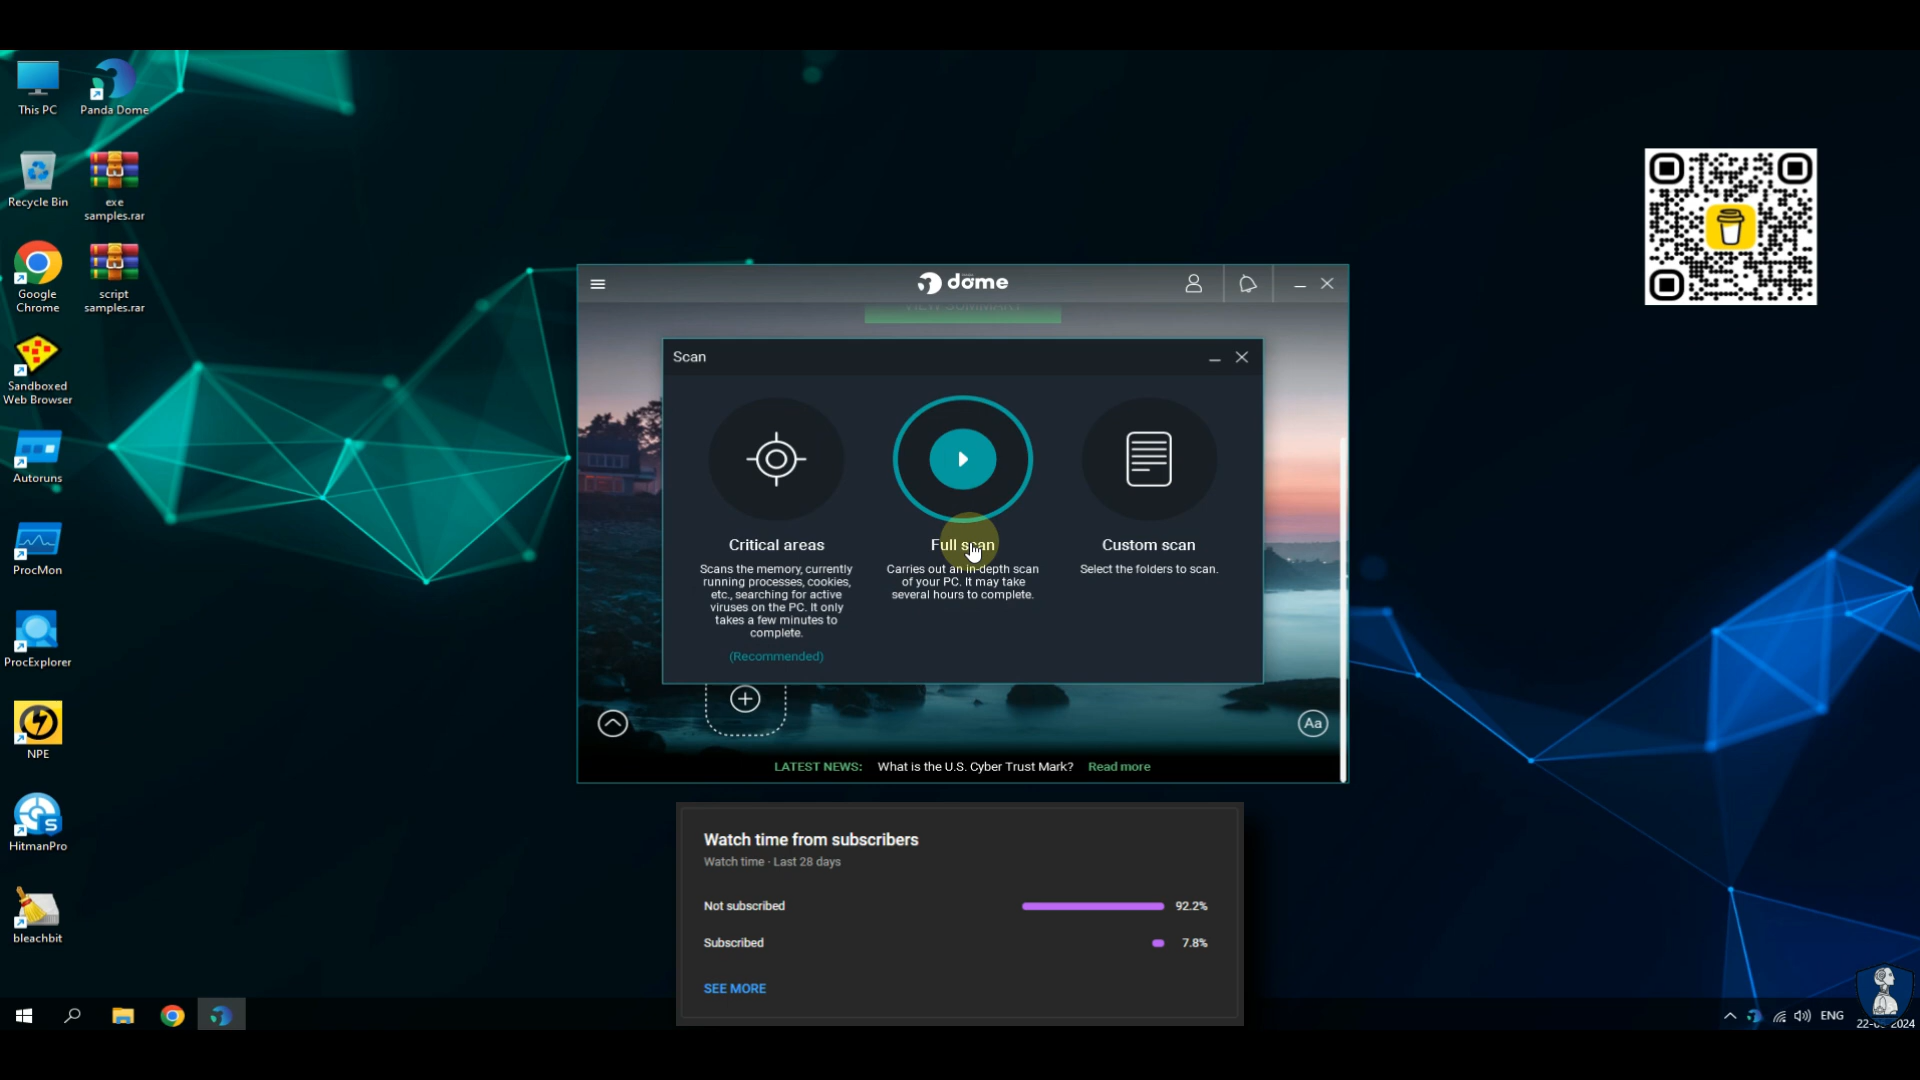 This PC
Panda Dome
Recycle Bin
exe
samples.rar
Google
Chrome
script
samples.rar
Sandboxed
Web Browser
Autoruns
ProcMon
ProcExplorer
NPE
HitmanPro
bleachbit
dome
VIEW SUMMARY
Scan
Critical areas
Scans the memory, currently
running processes, cookies,
etc., searching for active
viruses on the PC. It only
takes a few minutes to
complete.
(Recommended)
Full scan
Carries out an in-depth scan
of your PC. It may take
several hours to complete.
Custom scan
Select the folders to scan.
Aa
LATEST NEWS: What is the U.S. Cyber Trust Mark? Read more
Watch time from subscribers
Watch time · Last 28 days
Not subscribed 92.2%
Subscribed 7.8%
SEE MORE
ENG